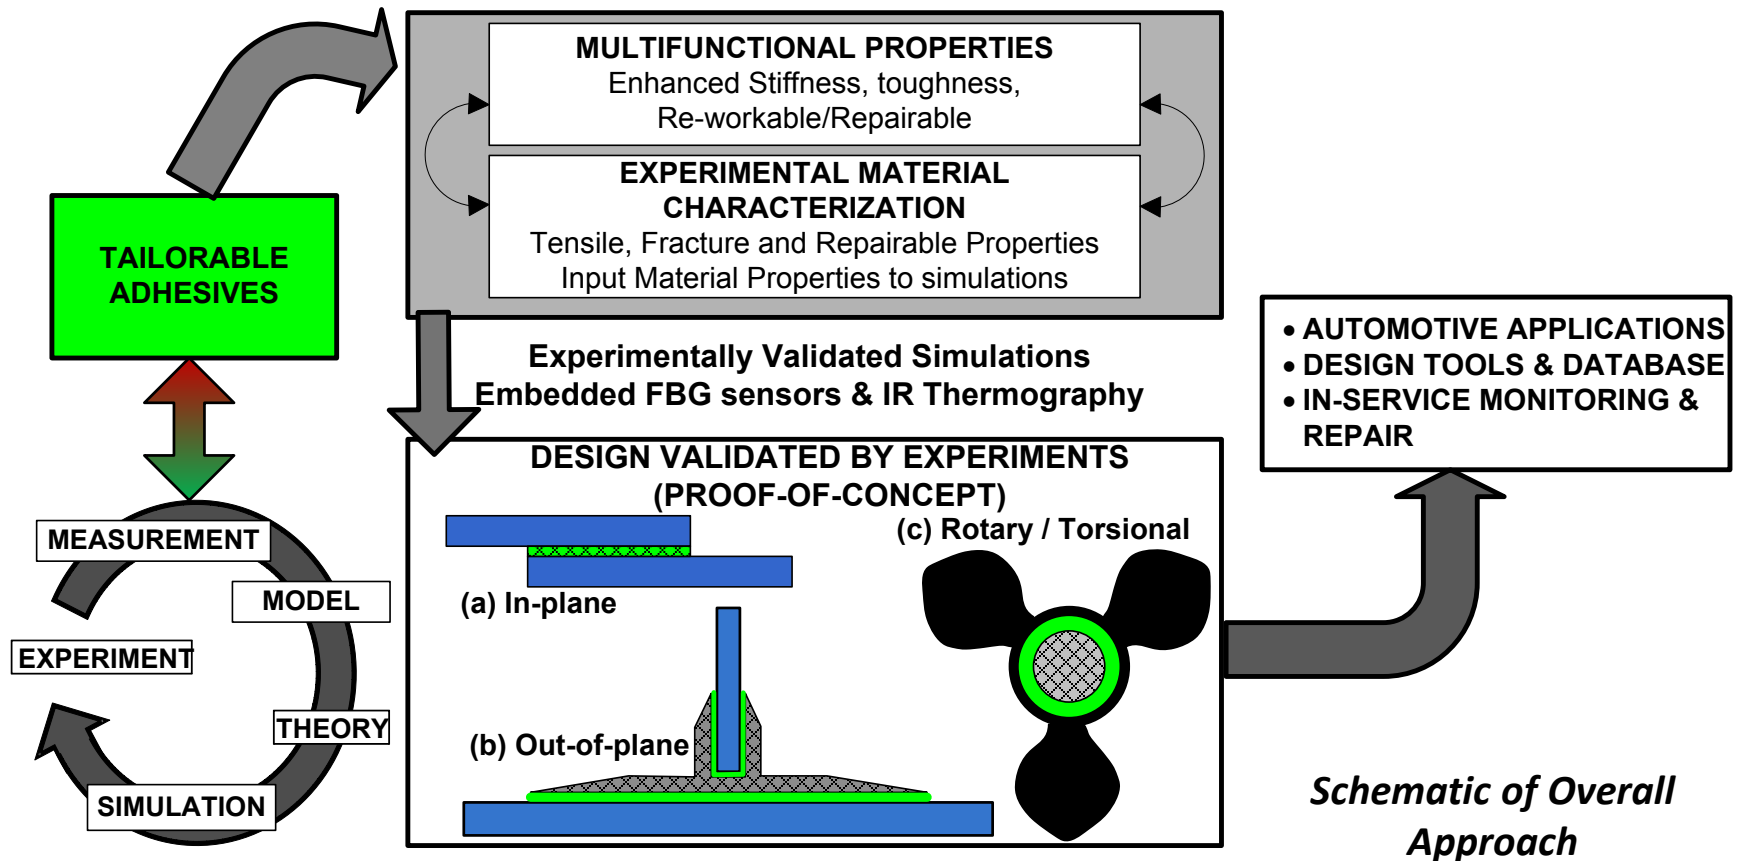 MULTIFUNCTIONAL PROPERTIES
Enhanced Stiffness, toughness,
Re-workable/Repairable
EXPERIMENTAL MATERIAL
CHARACTERIZATION
Tensile, Fracture and Repairable Properties
Input Material Properties to simulations
TAILORABLE
ADHESIVES
Experimentally Validated Simulations
Embedded FBG sensors & IR Thermography
• AUTOMOTIVE APPLICATIONS
• DESIGN TOOLS & DATABASE
• IN-SERVICE MONITORING &
REPAIR
MEASUREMENT
MODEL
EXPERIMENT
THEORY
SIMULATION
DESIGN VALIDATED BY EXPERIMENTS
(PROOF-OF-CONCEPT)
(a) In-plane
(b) Out-of-plane
(c) Rotary / Torsional
Schematic of Overall
Approach